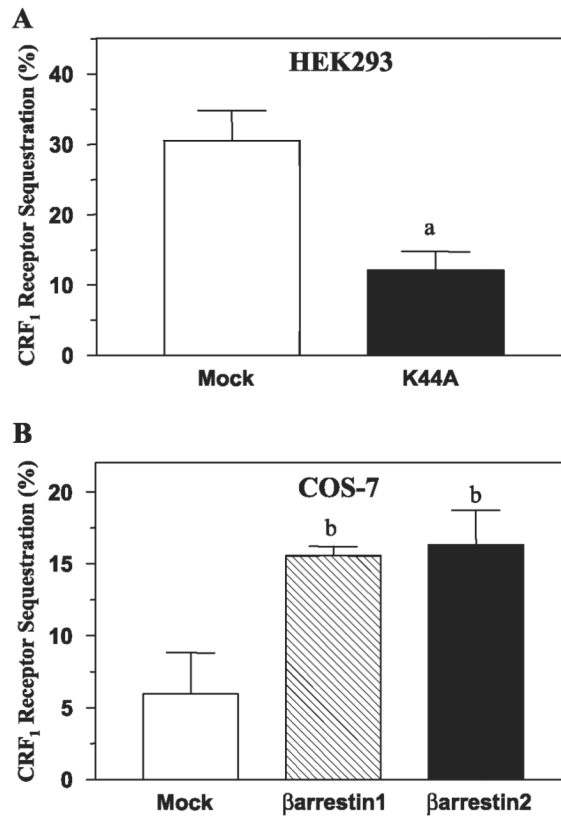 A
HEK293
CRF₁ Receptor Sequestration (%)
40
30
20
10
0
a
Mock K44A
B
COS-7
CRF₁ Receptor Sequestration (%)
20
15
10
5
0
b b
Mock βarrestin1 βarrestin2